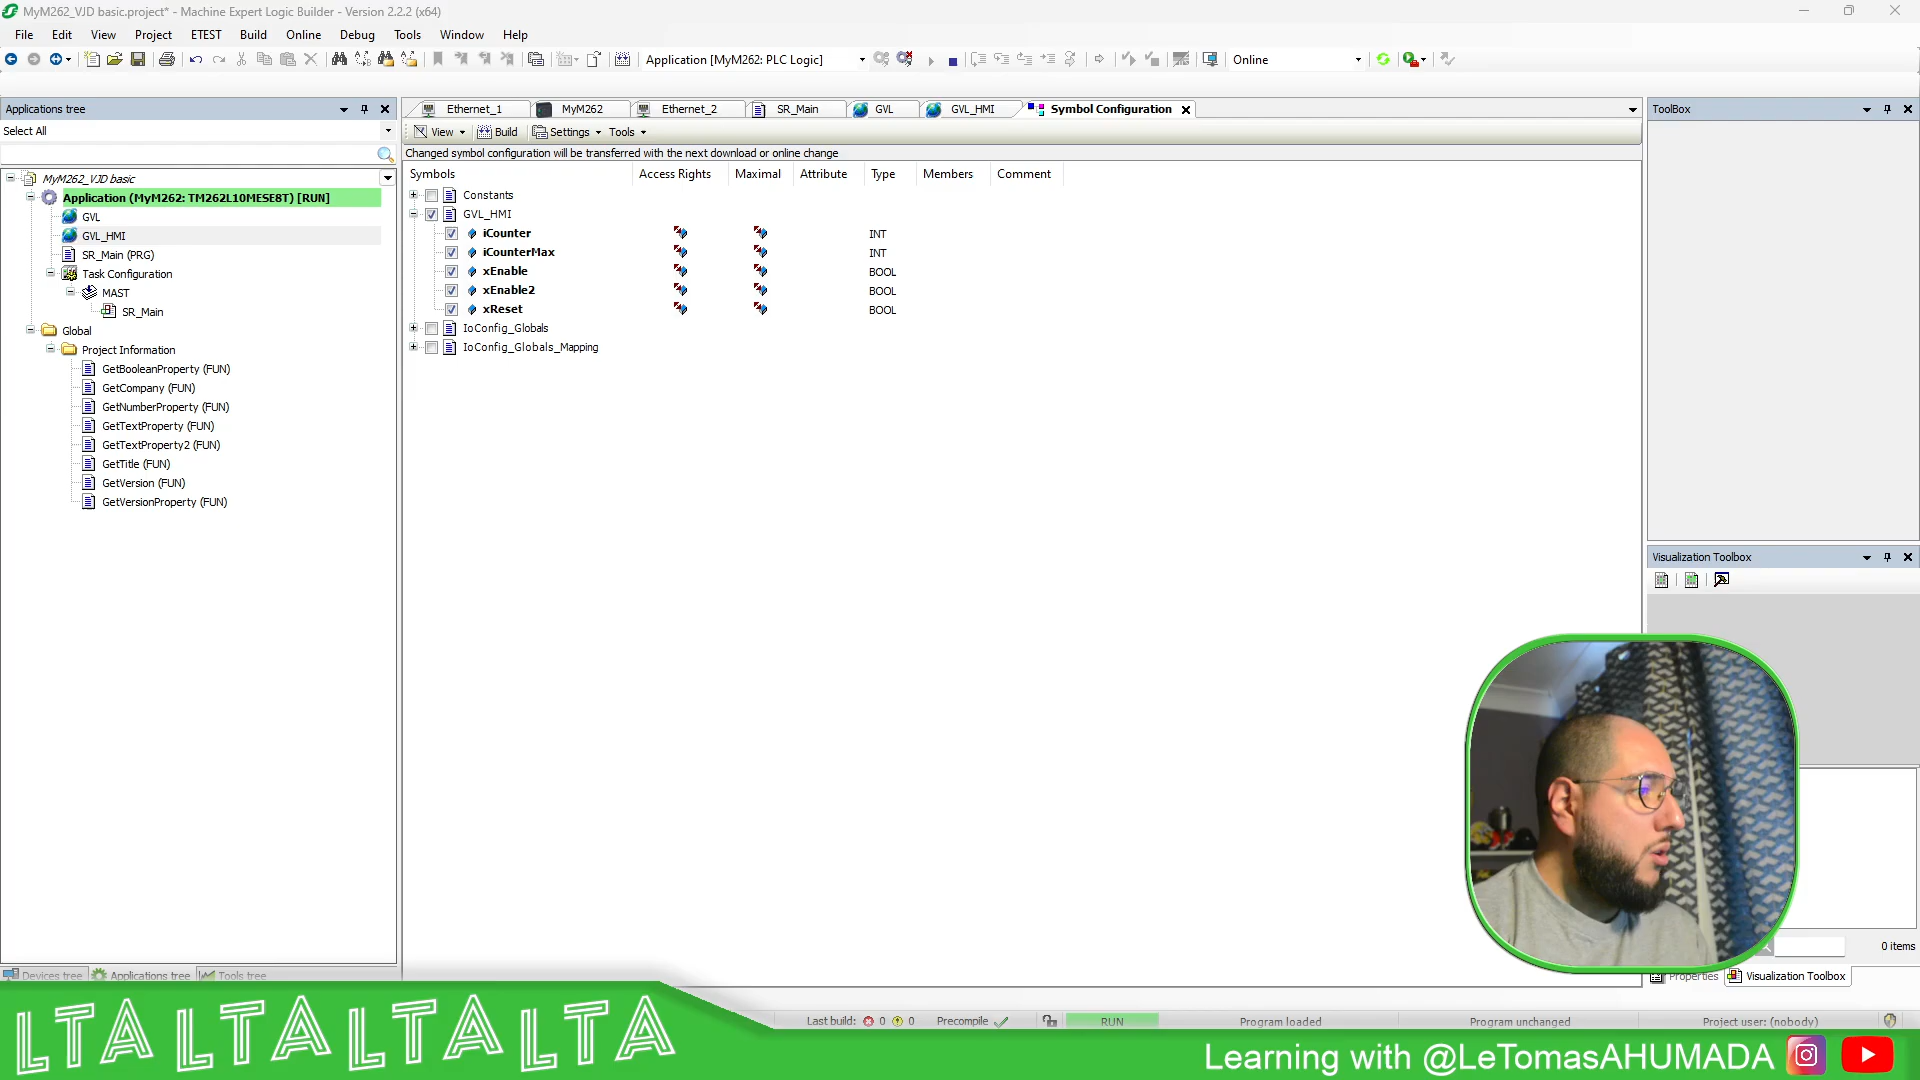 MyM262_VJD basic.project* - Machine Expert Logic Builder - Version 2.2.2 (x64)
File Edit View Project ETEST Build Online Debug Tools Window Help
Application [MyM262: PLC Logic] Online
Applications tree
Select All
MyM262_VJD basic
Application (MyM262: TM262L10MESE8T) [RUN]
GVL
GVL_HMI
SR_Main (PRG)
Task Configuration
MAST
SR_Main
Global
Project Information
GetBooleanProperty (FUN)
GetCompany (FUN)
GetNumberProperty (FUN)
GetTextProperty (FUN)
GetTextProperty2 (FUN)
GetTitle (FUN)
GetVersion (FUN)
GetVersionProperty (FUN)
Devices tree Applications tree Tools tree
Ethernet_1 MyM262 Ethernet_2 SR_Main GVL GVL_HMI Symbol Configuration
View Build Settings Tools
Changed symbol configuration will be transferred with the next download or online change
Symbols Access Rights Maximal Attribute Type Members Comment
Constants
GVL_HMI
iCounter INT
iCounterMax INT
xEnable BOOL
xEnable2 BOOL
xReset BOOL
IoConfig_Globals
IoConfig_Globals_Mapping
ToolBox
Visualization Toolbox
0 items
Properties Visualization Toolbox
Last build: 0 0 Precompile RUN Program loaded Program unchanged Project user: (nobody)
LTA LTA LTA LTA
Learning with @LeTomasAHUMADA